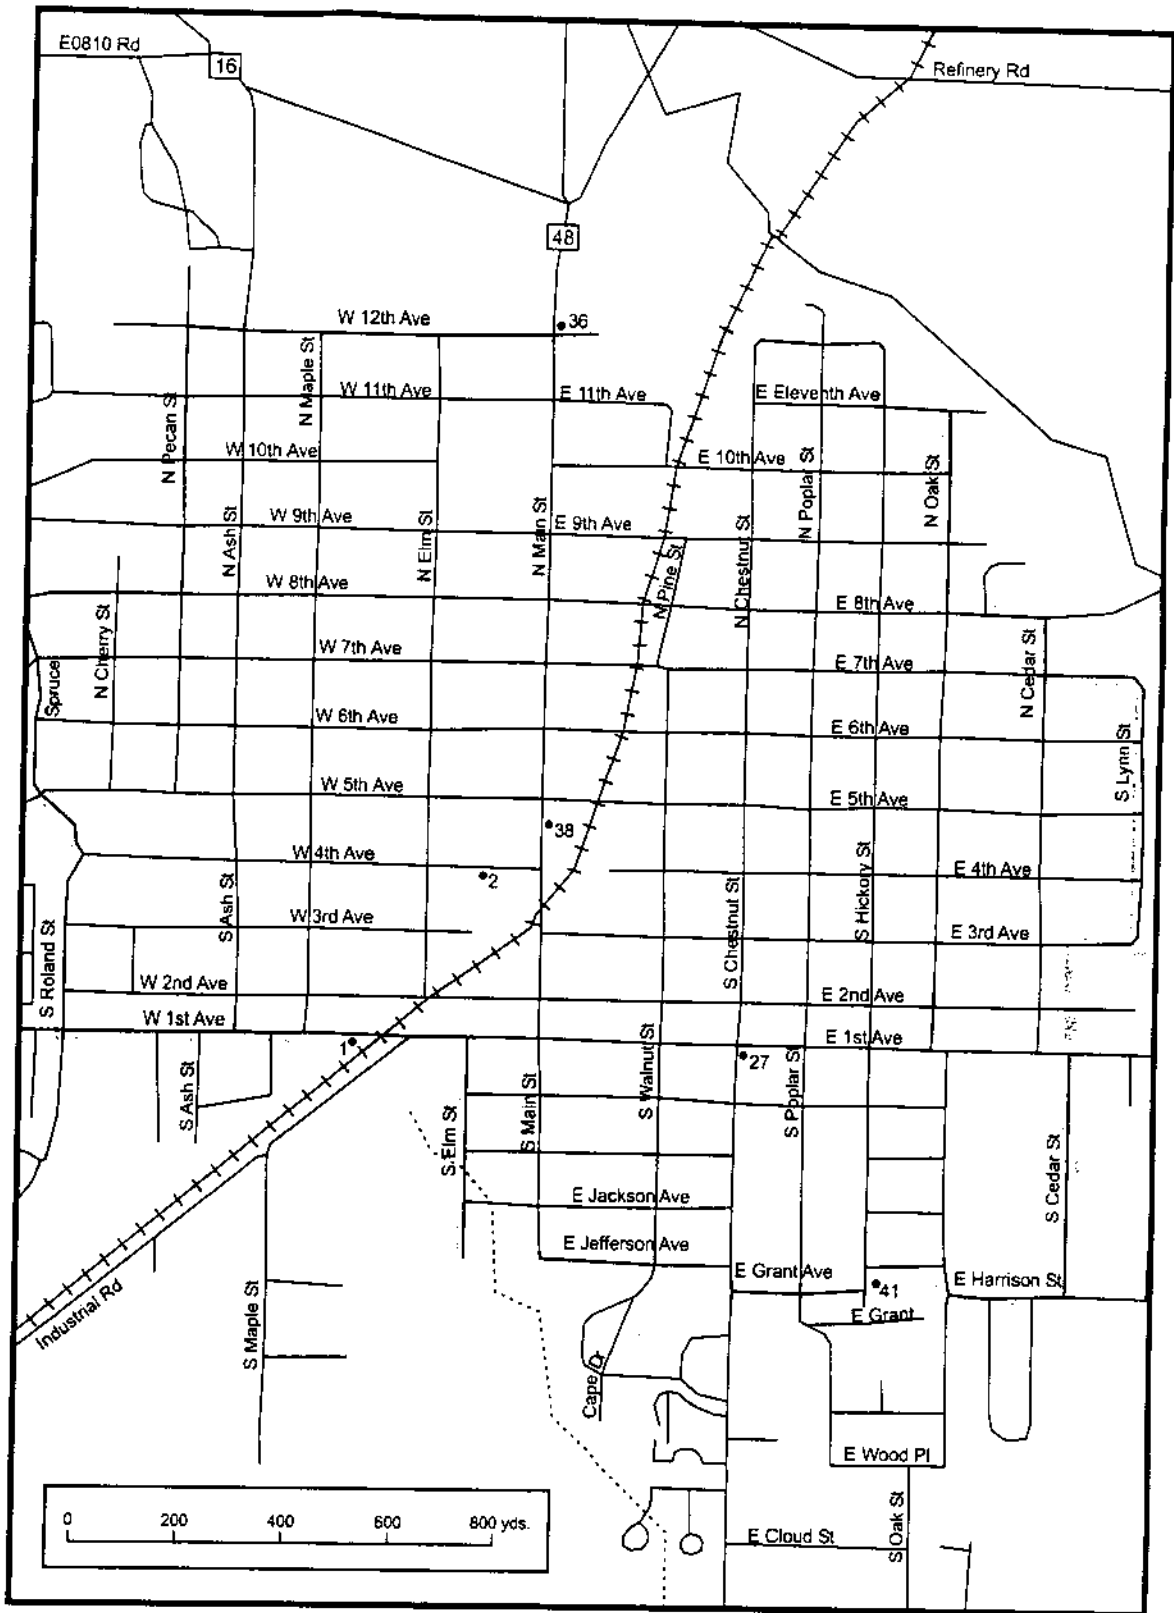 E0810 Rd
16
Refinery Rd
48
W 12th Ave
36
N Maple St
W 11th Ave
E 11th Ave
E Eleventh Ave
N Pecan St
W 10th Ave
E 10th Ave
N Poplar St
N Oak St
N Ash St
W 9th Ave
N Elm St
N Main St
E 9th Ave
N Pine St
N Chestnut St
W 8th Ave
E 8th Ave
N Cherry St
W 7th Ave
E 7th Ave
N Cedar St
Spruce
W 6th Ave
E 6th Ave
S Lynn St
W 5th Ave
E 5th Ave
38
W 4th Ave
2
E 4th Ave
S Ash St
S Chestnut St
S Hickory St
W 3rd Ave
E 3rd Ave
S Roland St
W 2nd Ave
E 2nd Ave
W 1st Ave
E 1st Ave
1
27
S Walnut St
S Poplar St
S Ash St
S Main St
S Elm St
S Cedar St
E Jackson Ave
E Jefferson Ave
E Grant Ave
41
E Harrison St
E Grant
Industrial Rd
S Maple St
Cape D
E Wood Pl
S Oak St
E Cloud St
0 200 400 600 800 yds.